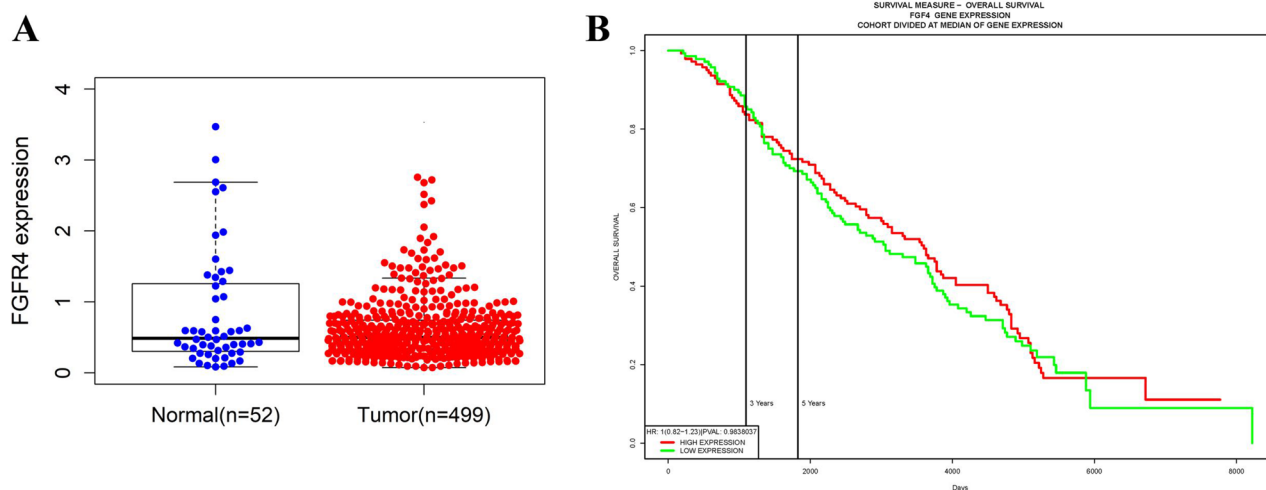 A
FGFR4 expression
4
3
2
1
0
Normal(n=52)
Tumor(n=499)
B
SURVIVAL MEASURE – OVERALL SURVIVAL
FGF4 GENE EXPRESSION
COHORT DIVIDED AT MEDIAN OF GENE EXPRESSION
OVERALL SURVIVAL
1.0
0.8
0.6
0.4
0.2
0.0
3 Years
5 Years
HR: 1(0.82−1.23)|PVAL: 0.9838037
HIGH EXPRESSION
LOW EXPRESSION
0
2000
4000
6000
8000
Days